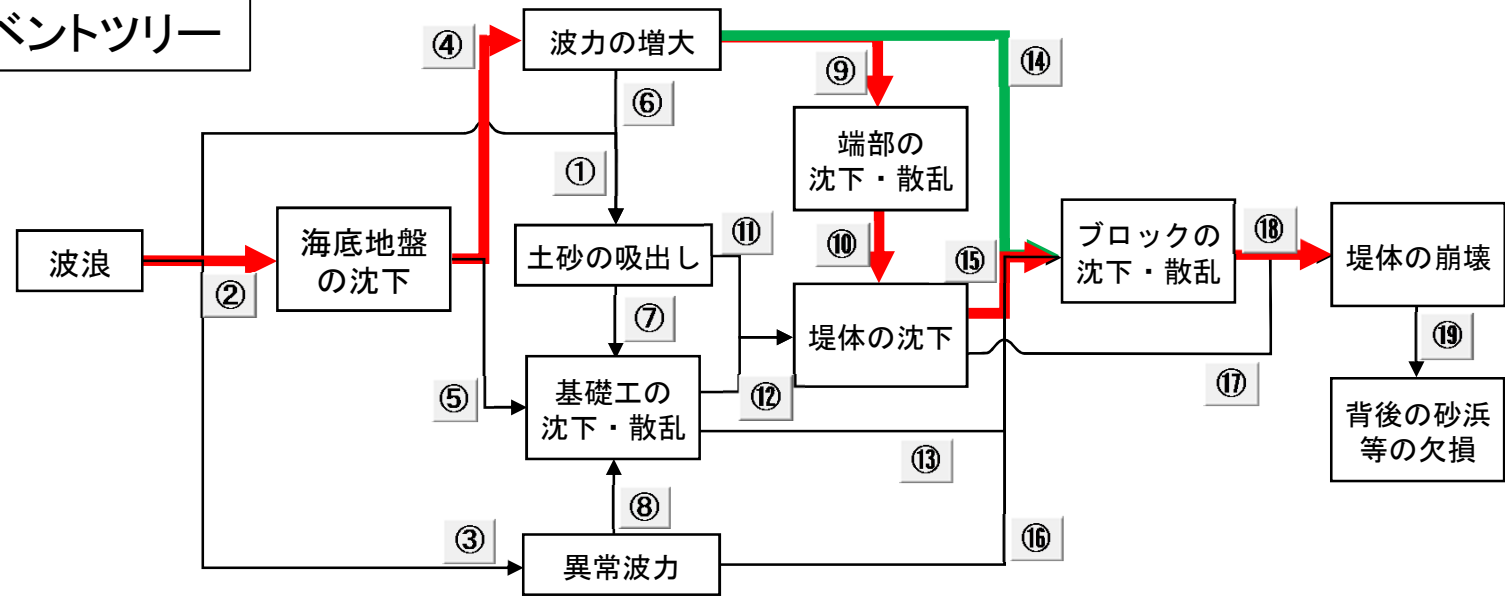 ベントツリー
④
波力の増大
⑭
⑨
⑥
端部の
沈下・散乱
①
海底地盤
の沈下
⑪
⑩
ブロックの
沈下・散乱
⑱
波浪
土砂の吸出し
⑮
堤体の崩壊
②
⑦
堤体の沈下
⑲
⑤
基礎工の
沈下・散乱
⑫
⑰
背後の砂浜
等の欠損
⑬
⑧
③
⑯
異常波力